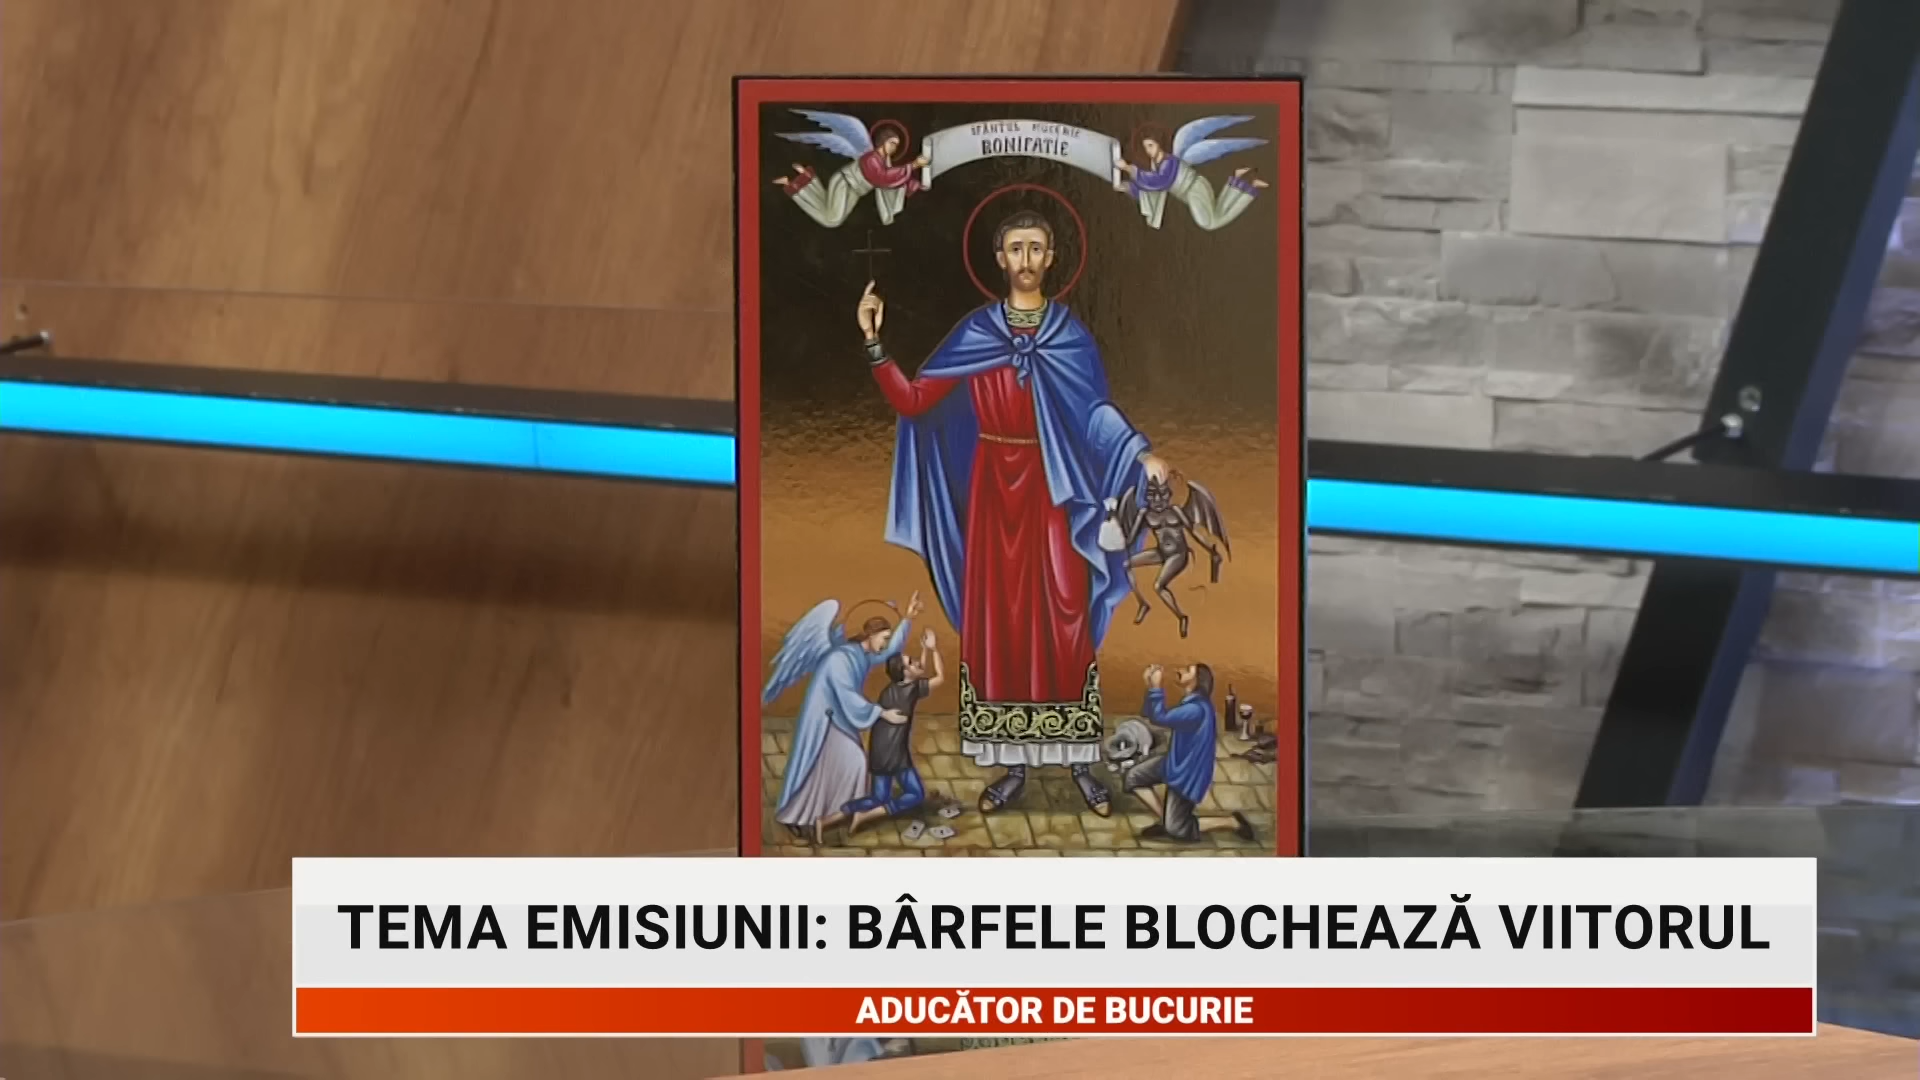 SFÂNTUL MUCENIC
BONIFATIE
TEMA EMISIUNII: BÂRFELE BLOCHEAZĂ VIITORUL
ADUCĂTOR DE BUCURIE